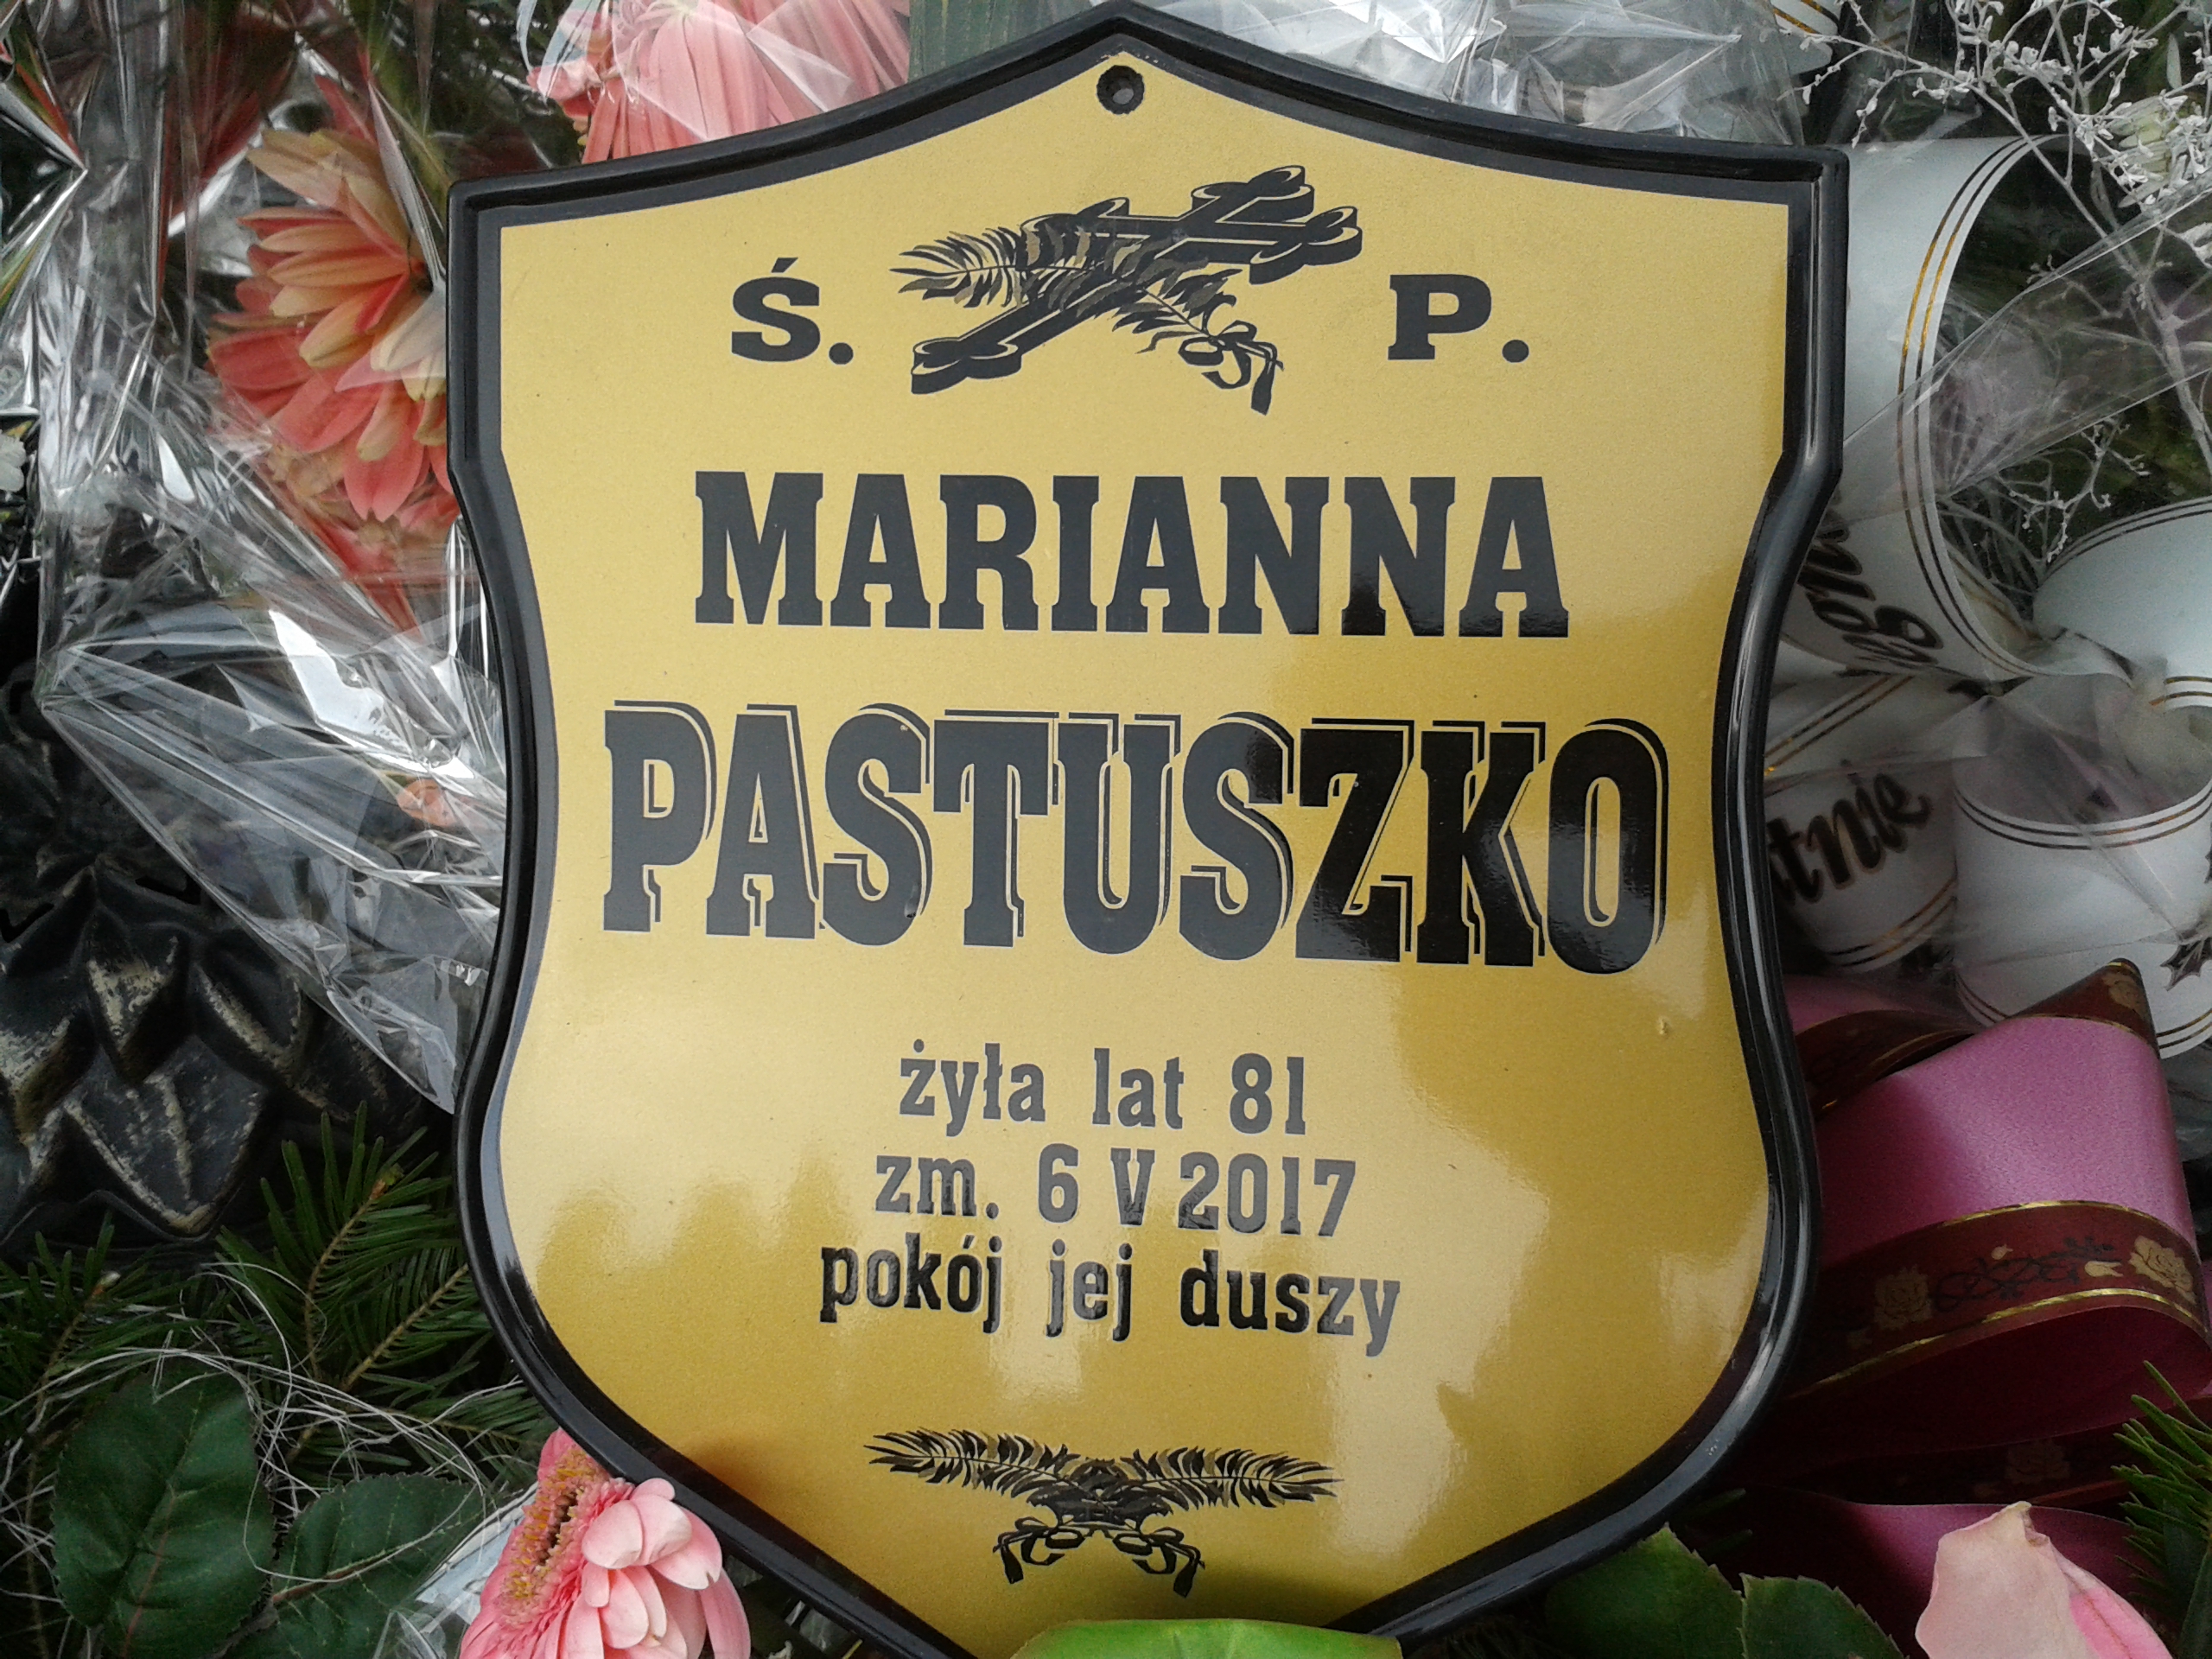 Ś. P.
MARIANNA
PASTUSZKO
żyła lat 81
zm. 6 V 2017
pokój jej duszy